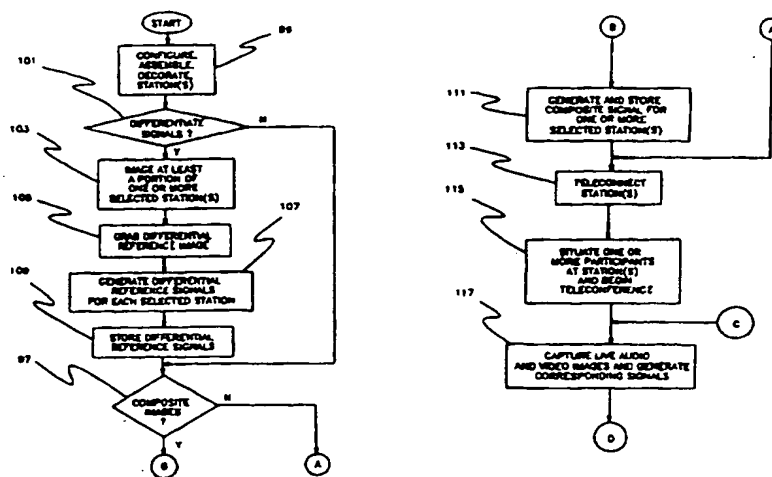 START
99
CONFIGURE,
ASSEMBLE,
DECORATE,
STATION(S)
101
DIFFERENTIATE
SIGNALS ?
N
Y
103
IMAGE AT LEAST
A PORTION OF
ONE OR MORE
SELECTED STATION(S)
105
GRAB DIFFERENTIAL
REFERENCE IMAGE
107
GENERATE DIFFERENTIAL
REFERENCE SIGNALS
FOR EACH SELECTED STATION
109
STORE DIFFERENTIAL
REFERENCE SIGNALS
97
COMPOSITE
IMAGES
?
N
Y
A
B
A
111
GENERATE AND STORE
COMPOSITE SIGNAL FOR
ONE OR MORE
SELECTED STATION(S)
113
TELECONNECT
STATION(S)
115
SITUATE ONE OR
MORE PARTICIPANTS
AT STATION(S)
AND BEGIN
TELECONFERENCE
C
117
CAPTURE LIVE AUDIO
AND VIDEO IMAGES AND GENERATE
CORRESPONDING SIGNALS
D